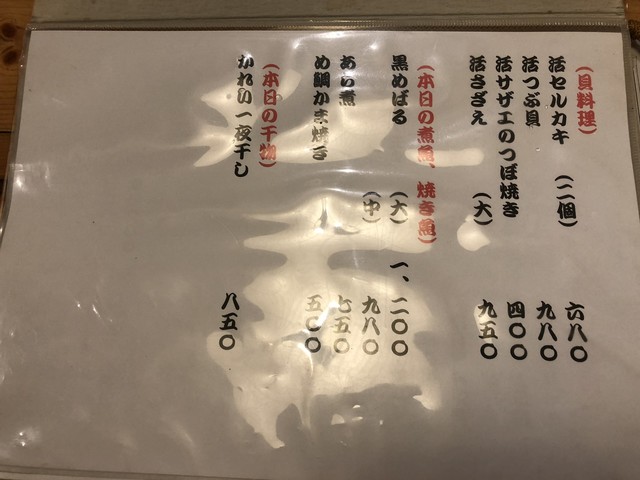 (貝料理)
活セルカキ (二個) 六八〇
活つぶ貝 九八〇
活サザエのつぼ焼き 四〇〇
活さざえ (大) 九五〇
(本日の煮魚、焼き魚)
黒めばる (大) 一、二〇〇
(中) 九八〇
あら煮 七五〇
め鯛かま焼き 五〇〇
(本日の干物)
かれい一夜干し 八五〇